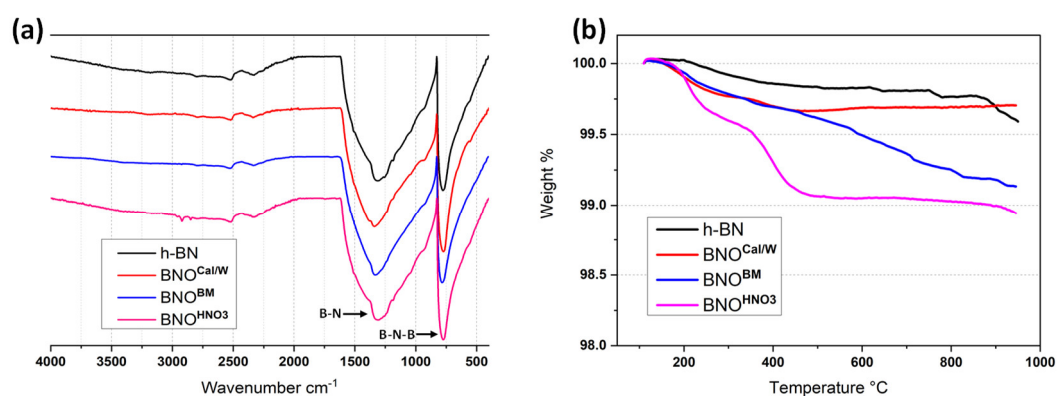 (a)
h-BN
BNO^Cal/W
BNO^BM
BNO^HNO3
B-N
B-N-B
4000 3500 3000 2500 2000 1500 1000 500
Wavenumber cm-1
(b)
Weight %
100.0
99.5
99.0
98.5
98.0
h-BN
BNO^Cal/W
BNO^BM
BNO^HNO3
200 400 600 800 1000
Temperature °C